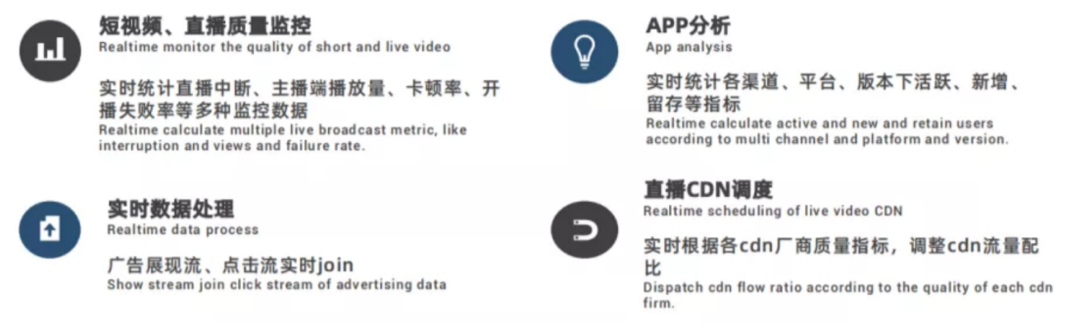 短视频、直播质量监控
Realtime monitor the quality of short and live video
实时统计直播中断、主播端播放量、卡顿率、开
播失败率等多种监控数据
Realtime calculate multiple live broadcast metric, like
interruption and views and failure rate.
APP分析
App analysis
实时统计各渠道、平台、版本下活跃、新增、
留存等指标
Realtime calculate active and new and retain users
according to multi channel and platform and version.
实时数据处理
Realtime data process
广告展现流、点击流实时join
Show stream join click stream of advertising data
直播CDN调度
Realtime scheduling of live video CDN
实时根据各cdn厂商质量指标，调整cdn流量配
比
Dispatch cdn flow ratio according to the quality of each cdn
firm.